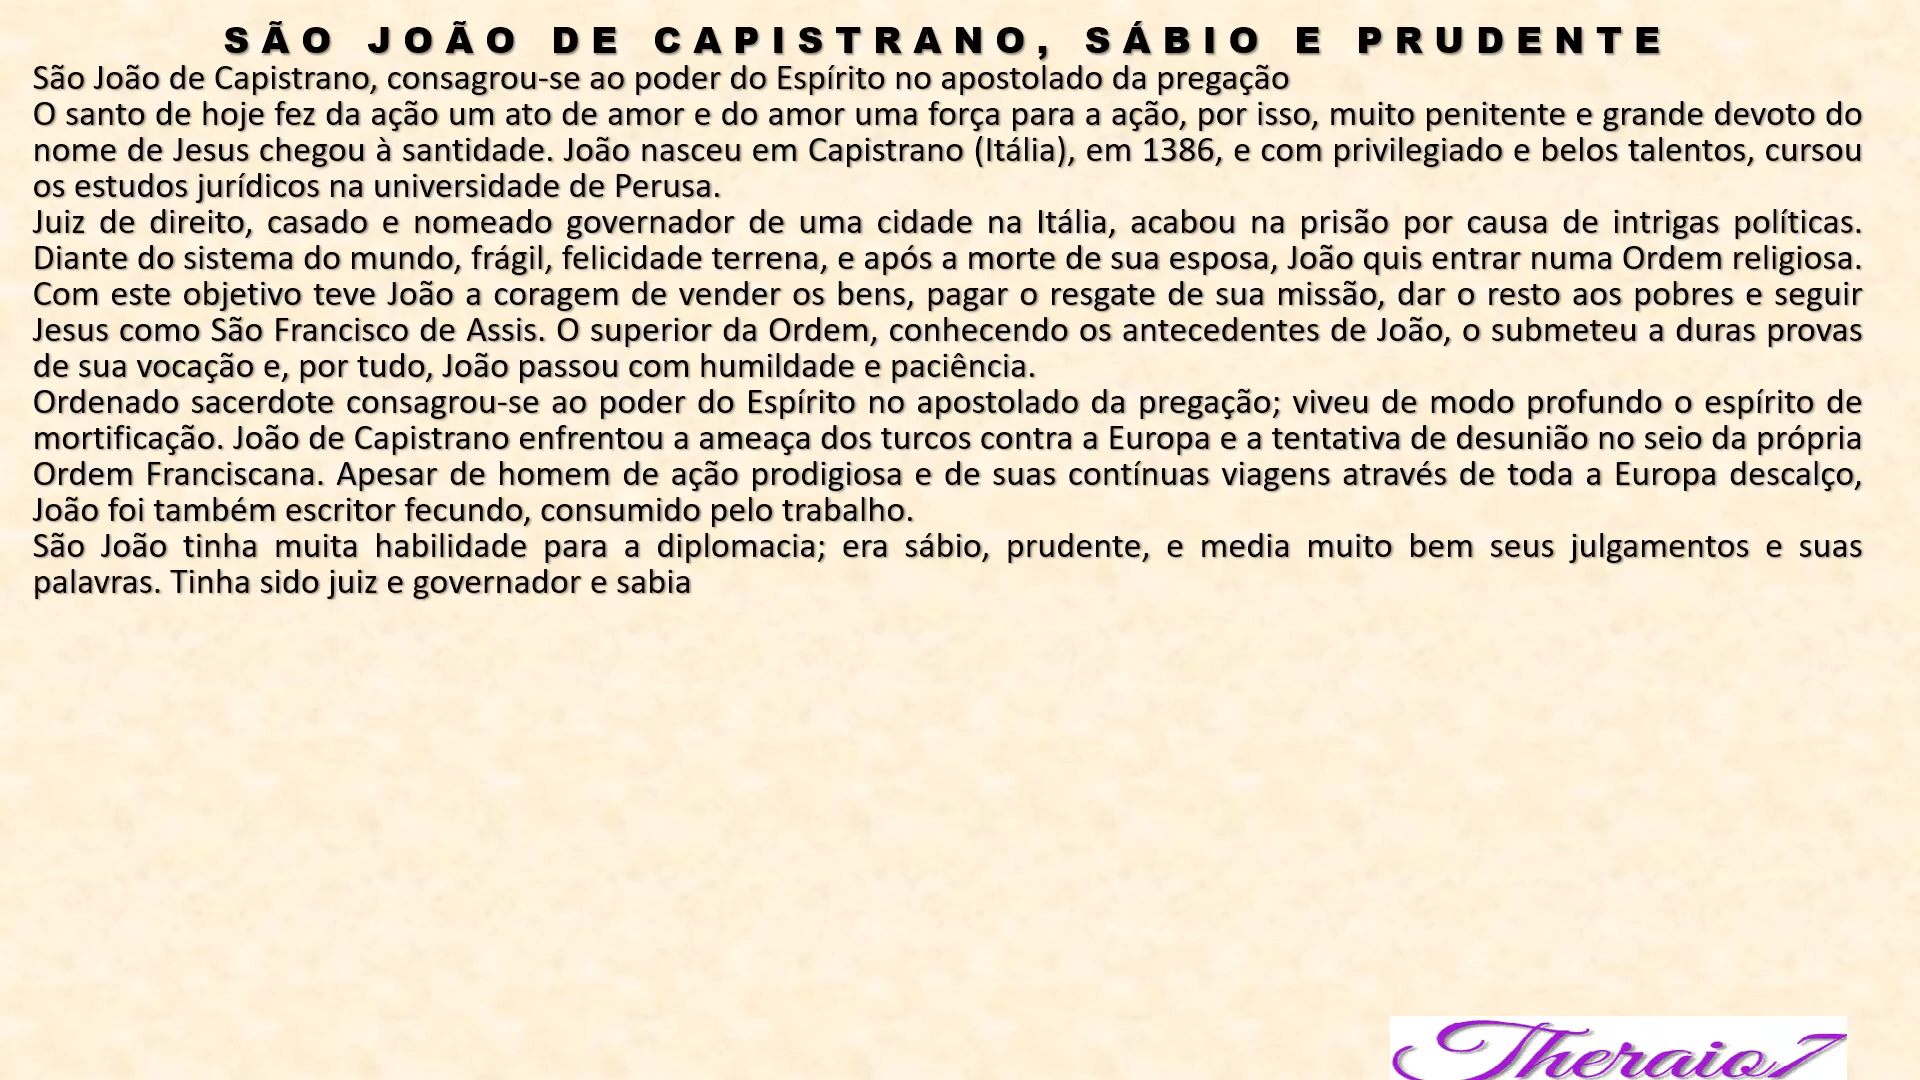 SÃO JOÃO DE CAPISTRANO, SÁBIO E PRUDENTE
São João de Capistrano, consagrou-se ao poder do Espírito no apostolado da pregação
O santo de hoje fez da ação um ato de amor e do amor uma força para a ação, por isso, muito penitente e grande devoto do
nome de Jesus chegou à santidade. João nasceu em Capistrano (Itália), em 1386, e com privilegiado e belos talentos, cursou
os estudos jurídicos na universidade de Perusa.
Juiz de direito, casado e nomeado governador de uma cidade na Itália, acabou na prisão por causa de intrigas políticas.
Diante do sistema do mundo, frágil, felicidade terrena, e após a morte de sua esposa, João quis entrar numa Ordem religiosa.
Com este objetivo teve João a coragem de vender os bens, pagar o resgate de sua missão, dar o resto aos pobres e seguir
Jesus como São Francisco de Assis. O superior da Ordem, conhecendo os antecedentes de João, o submeteu a duras provas
de sua vocação e, por tudo, João passou com humildade e paciência.
Ordenado sacerdote consagrou-se ao poder do Espírito no apostolado da pregação; viveu de modo profundo o espírito de
mortificação. João de Capistrano enfrentou a ameaça dos turcos contra a Europa e a tentativa de desunião no seio da própria
Ordem Franciscana. Apesar de homem de ação prodigiosa e de suas contínuas viagens através de toda a Europa descalço,
João foi também escritor fecundo, consumido pelo trabalho.
São João tinha muita habilidade para a diplomacia; era sábio, prudente, e media muito bem seus julgamentos e suas
palavras. Tinha sido juiz e governador e sabia
Theraio7